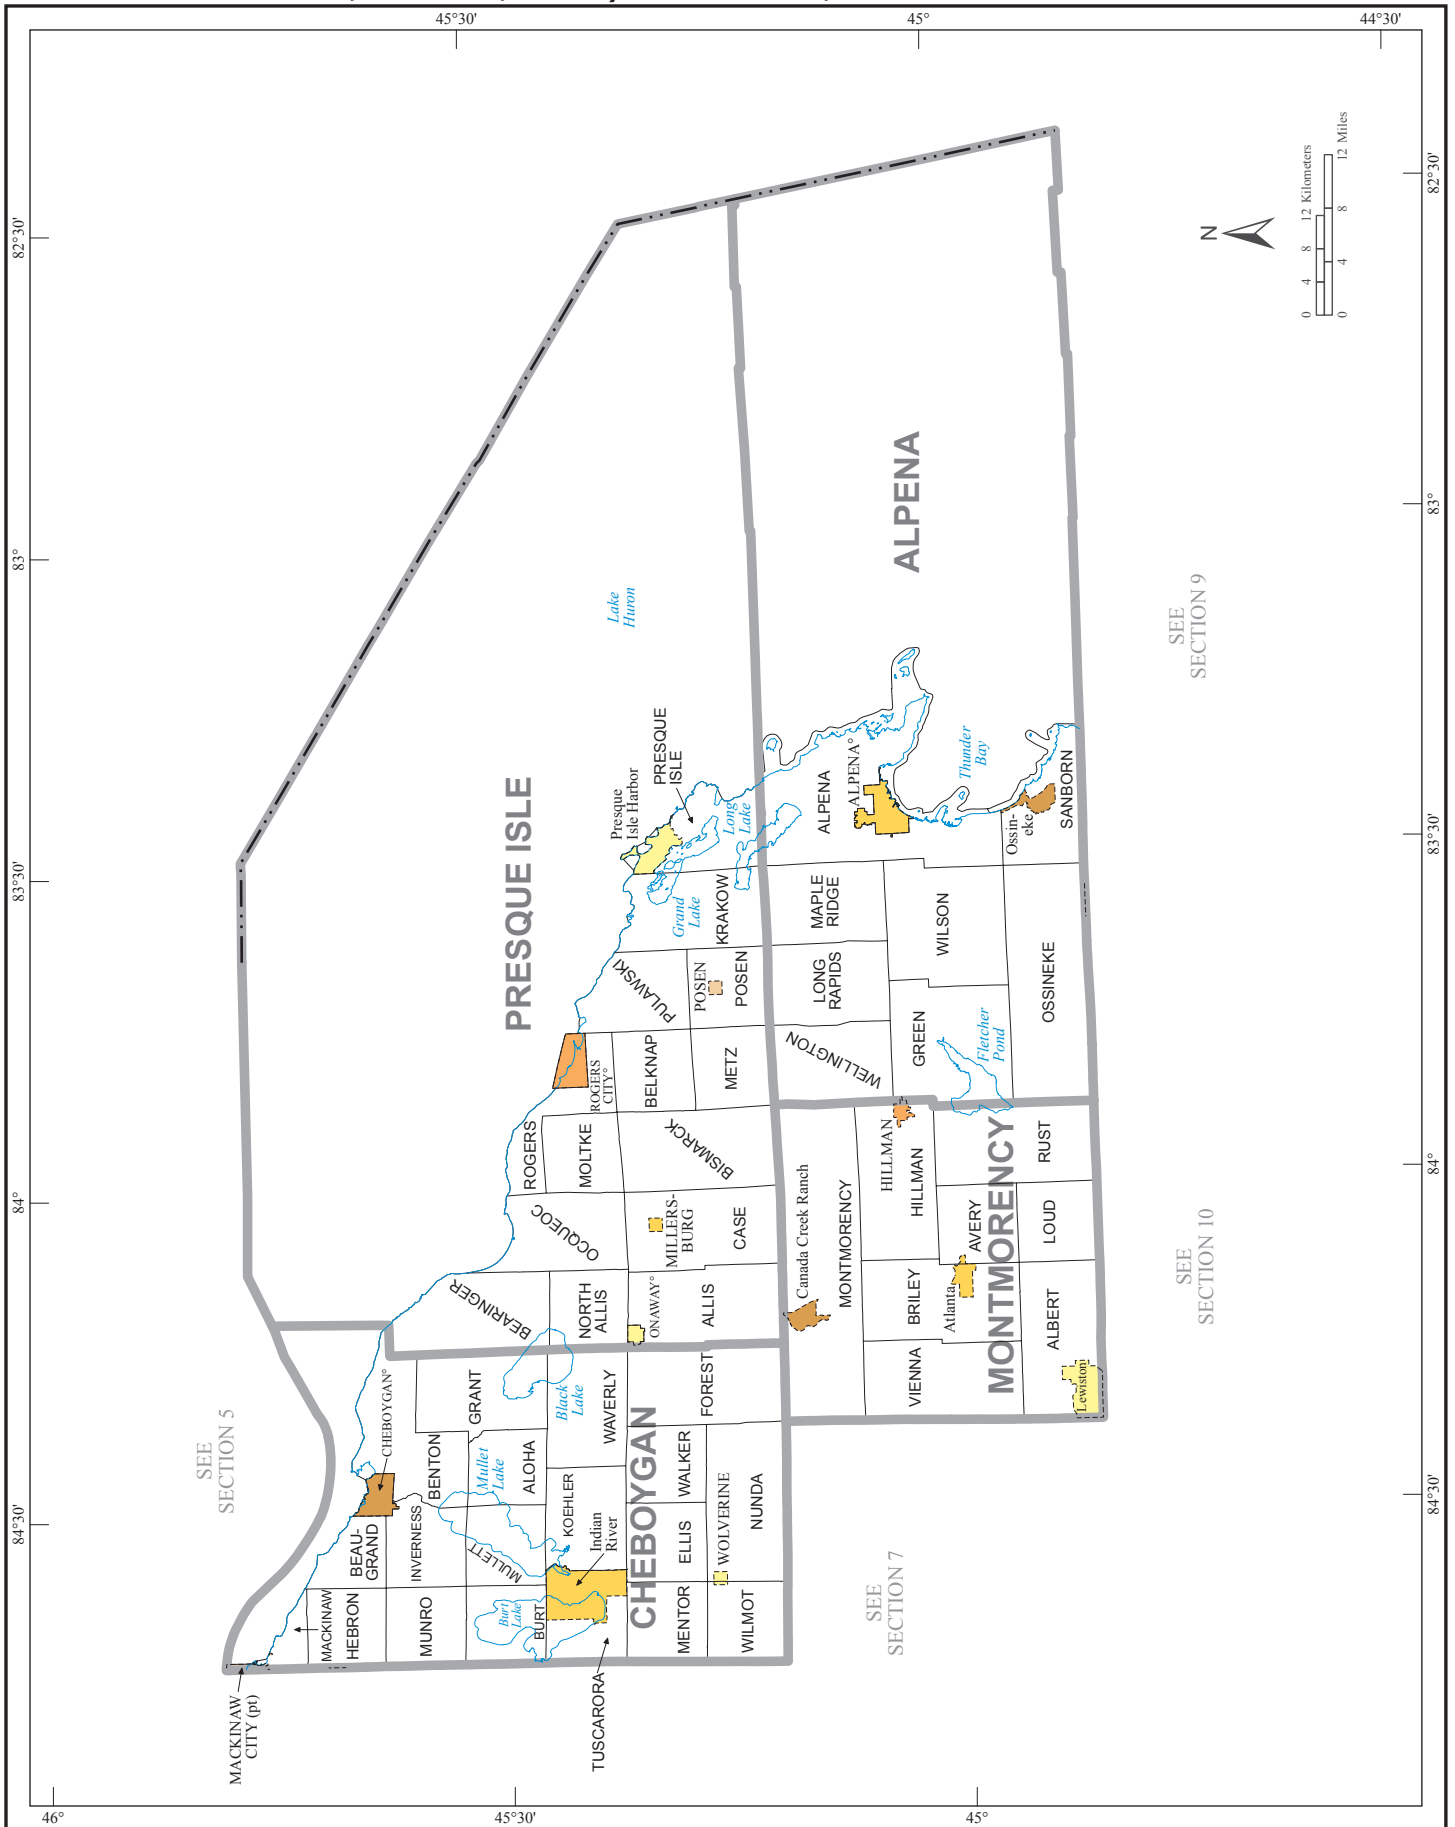 45°30'
45°
44°30'
82°30'
82°30'
83°
83°
83°30'
83°30'
84°
84°
84°30'
84°30'
46°
45°30'
45°
N
0
4
8
12 Kilometers
0
4
8
12 Miles
SEE
SECTION 5
SEE
SECTION 7
SEE
SECTION 9
SEE
SECTION 10
PRESQUE ISLE
ALPENA
CHEBOYGAN
MONTMORENCY
Lake
Huron
Thunder
Bay
Long
Lake
Grand
Lake
Fletcher
Pond
Black
Lake
Mullet
Lake
Burt
Lake
MACKINAW
CITY (pt)
MACKINAW
HEBRON
BEAU-
GRAND
CHEBOYGAN°
INVERNESS
MUNRO
BENTON
GRANT
ALOHA
MULLETT
BURT
TUSCARORA
Indian
River
KOEHLER
WAVERLY
FOREST
WALKER
ELLIS
MENTOR
WILMOT
WOLVERINE
NUNDA
BEARINGER
NORTH
ALLIS
ONAWAY°
ALLIS
OCQUEOC
MILLERS-
BURG
CASE
ROGERS
MOLTKE
BISMARCK
ROGERS
CITY°
BELKNAP
METZ
PULAWSKI
POSEN
POSEN
KRAKOW
Presque
Isle Harbor
PRESQUE
ISLE
ALPENA
ALPENA°
MAPLE
RIDGE
LONG
RAPIDS
WELLINGTON
WILSON
GREEN
OSSINEKE
Ossin-
eke
SANBORN
Canada Creek Ranch
MONTMORENCY
HILLMAN
HILLMAN
BRILEY
VIENNA
AVERY
Atlanta
RUST
LOUD
ALBERT
Lewiston